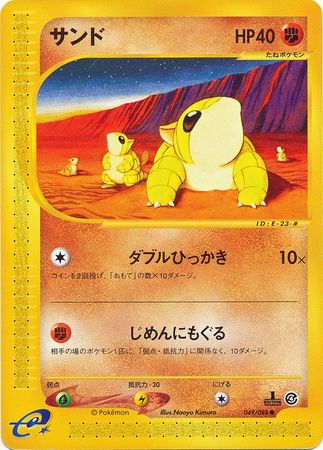 サンド
HP40
たねポケモン
ID:E-23-#
ダブルひっかき 10×
コインを2回投げ、「おもて」の数×10ダメージ。
じめんにもぐる
相手の場のポケモン1匹に、「弱点・抵抗力」に関係なく、10ダメージ。
弱点 抵抗力-30 にげる
©Pokémon Illus.Naoyo Kimura
1 EDITION
049/088 ●
e